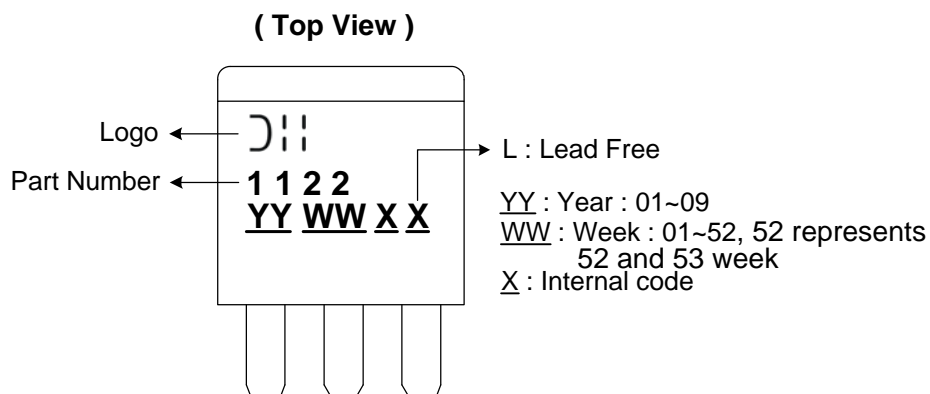 ( Top View )
Logo
Part Number
1 1 2 2
YY WW X X
L : Lead Free
YY : Year : 01~09
WW : Week : 01~52, 52 represents
52 and 53 week
X : Internal code